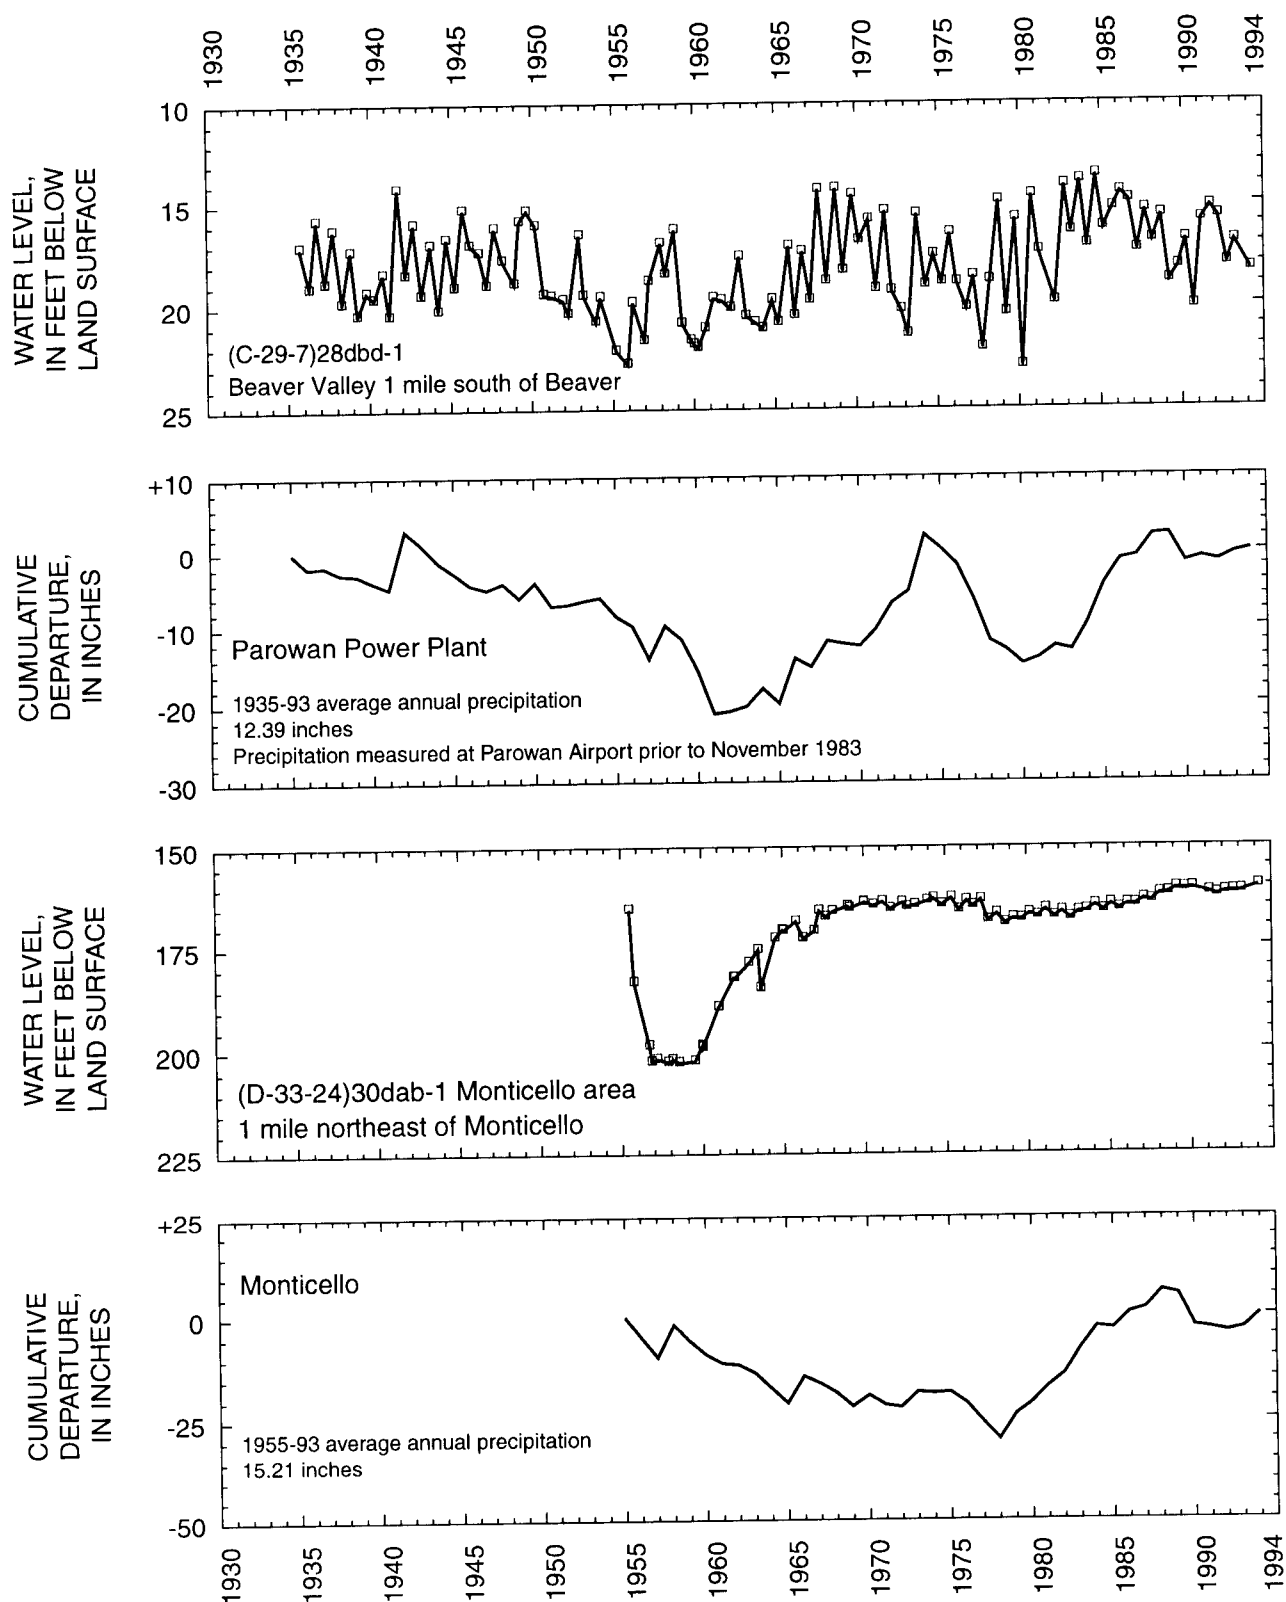 1930 1935 1940 1945 1950 1955 1960 1965 1970 1975 1980 1985 1990 1994
WATER LEVEL,
IN FEET BELOW
LAND SURFACE
10
15
20
25
(C-29-7)28dbd-1
Beaver Valley 1 mile south of Beaver
CUMULATIVE
DEPARTURE,
IN INCHES
+10
0
-10
-20
-30
Parowan Power Plant
1935-93 average annual precipitation
12.39 inches
Precipitation measured at Parowan Airport prior to November 1983
WATER LEVEL,
IN FEET BELOW
LAND SURFACE
150
175
200
225
(D-33-24)30dab-1 Monticello area
1 mile northeast of Monticello
CUMULATIVE
DEPARTURE,
IN INCHES
+25
0
-25
-50
Monticello
1955-93 average annual precipitation
15.21 inches
1930 1935 1940 1945 1950 1955 1960 1965 1970 1975 1980 1985 1990 1994